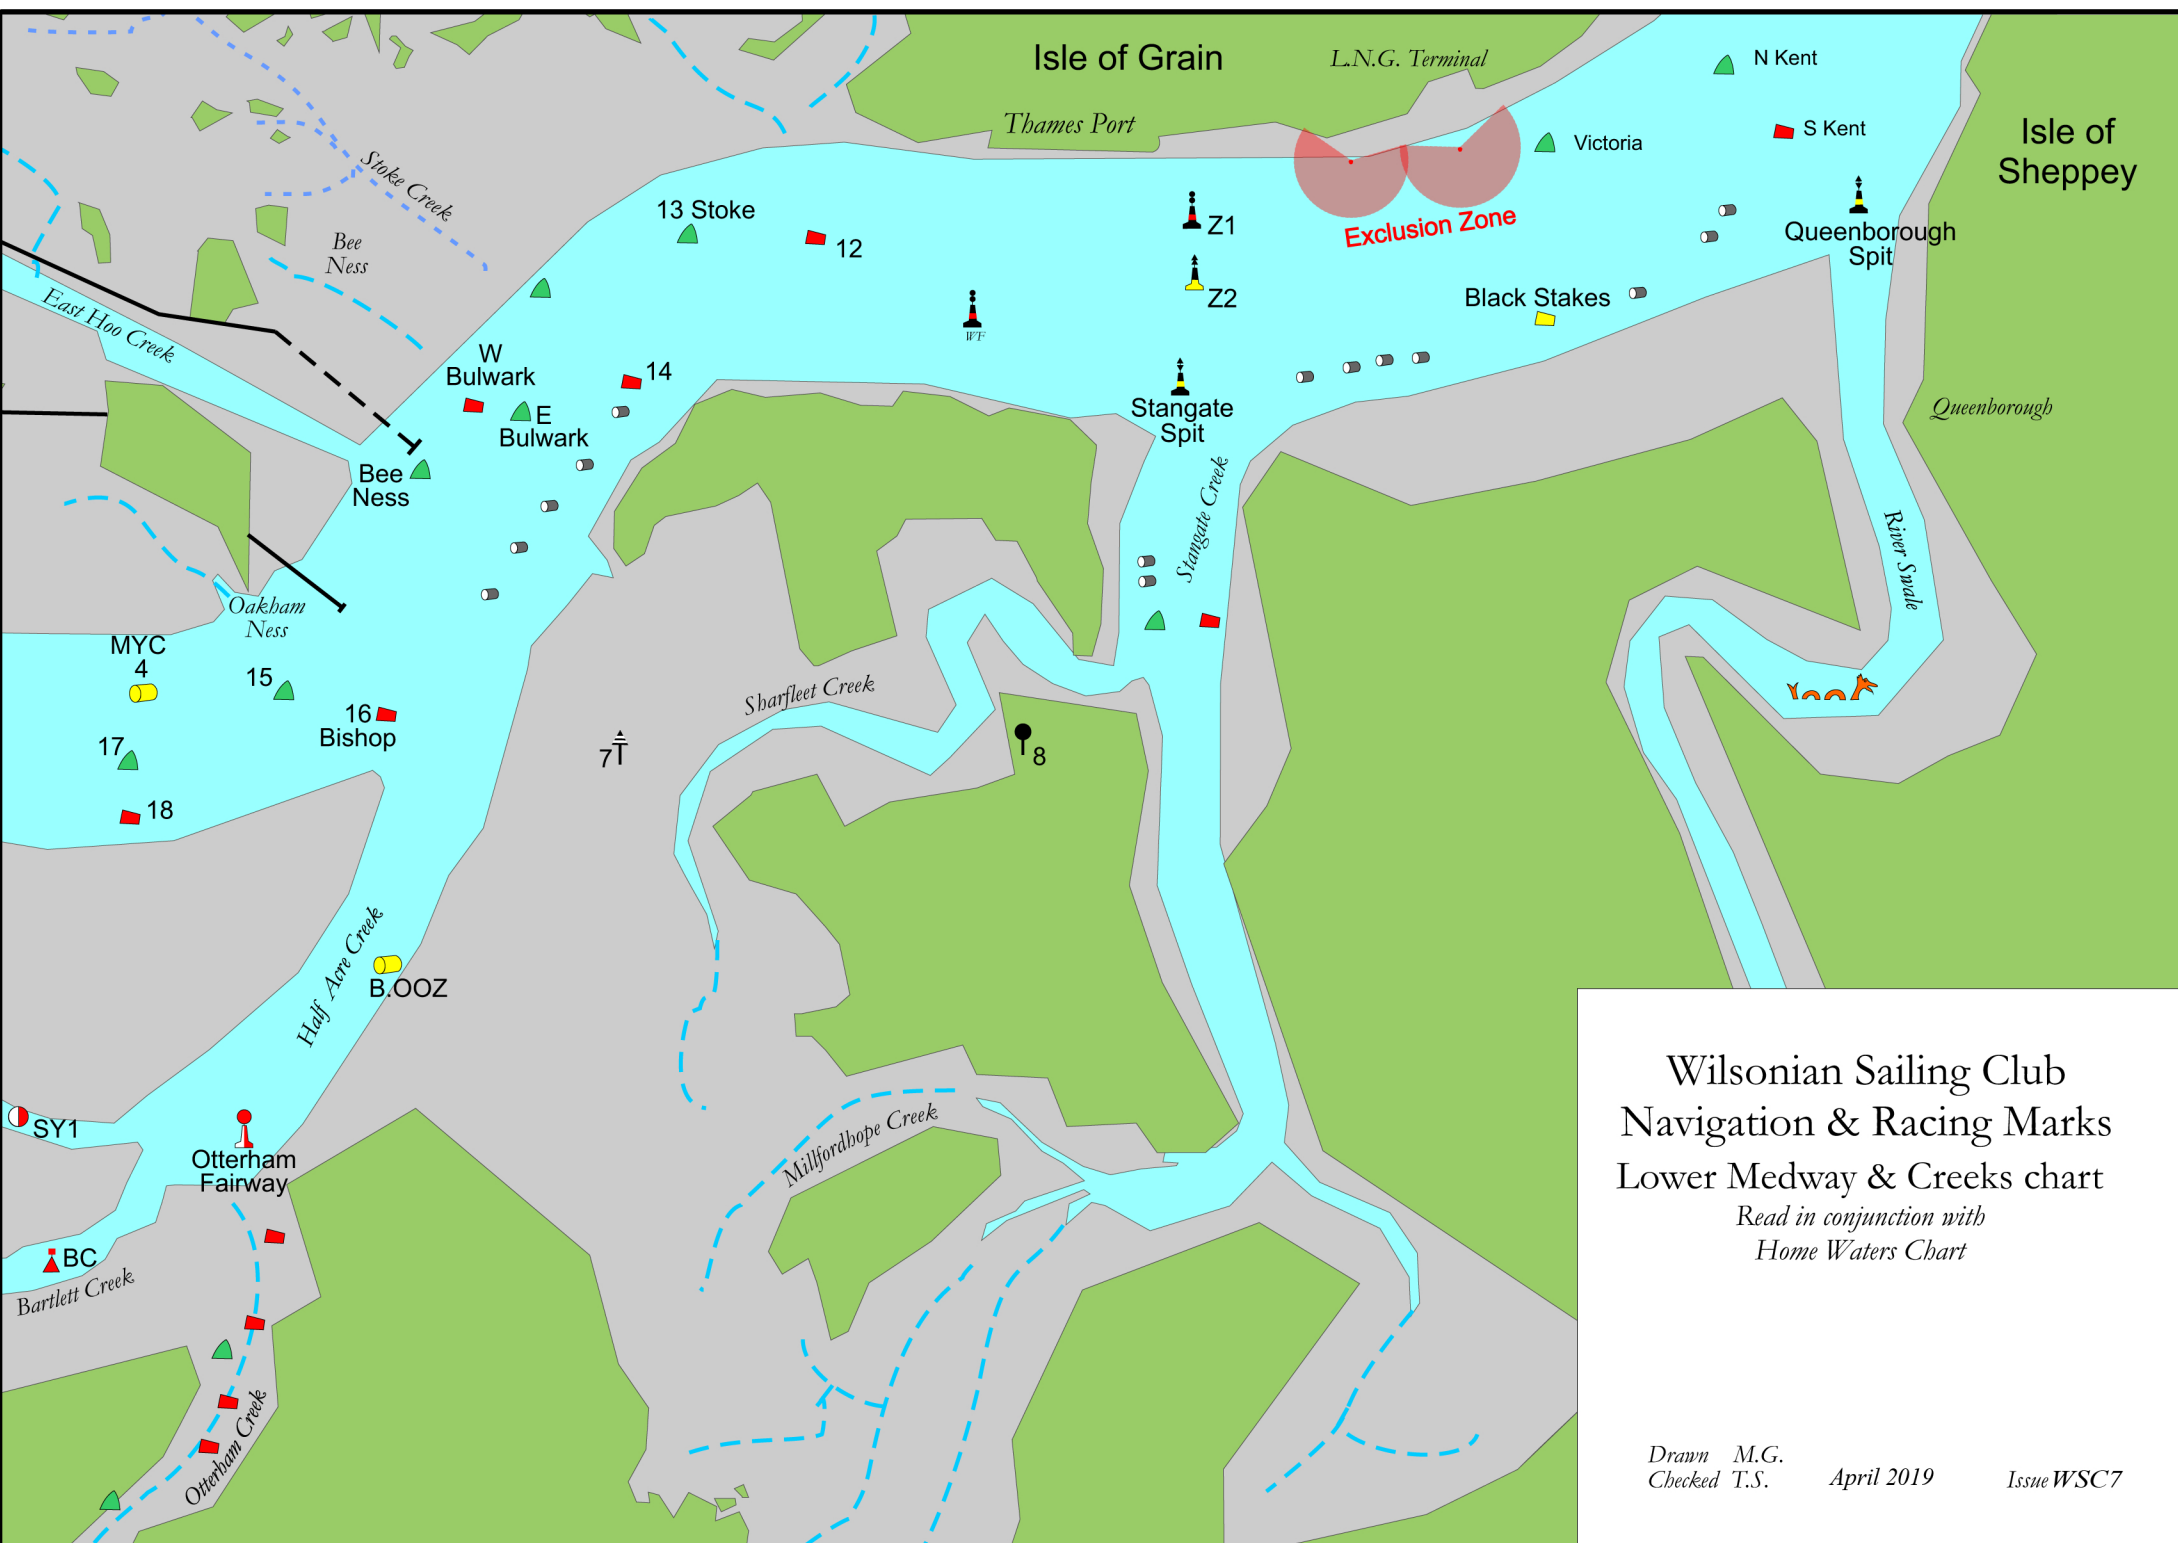 Isle of Grain
L.N.G. Terminal
N Kent
Thames Port
S Kent
Isle of
Sheppey
Victoria
Stoke Creek
13 Stoke
12
Z1
Exclusion Zone
Queenborough
Spit
Bee
Ness
East Hoo Creek
Z2
Black Stakes
WF
W
Bulwark
14
E
Bulwark
Stangate
Spit
Queenborough
Bee
Ness
Stangate Creek
River Swale
Oakham
Ness
MYC
4
15
16
Bishop
17
18
Sharfleet Creek
7
8
Half Acre Creek
B.OOZ
SY1
Otterham
Fairway
Millfordhope Creek
BC
Bartlett Creek
Otterham Creek
Wilsonian Sailing Club
Navigation & Racing Marks
Lower Medway & Creeks chart
Read in conjunction with
Home Waters Chart
Drawn M.G.
Checked T.S.
April 2019
Issue WSC7